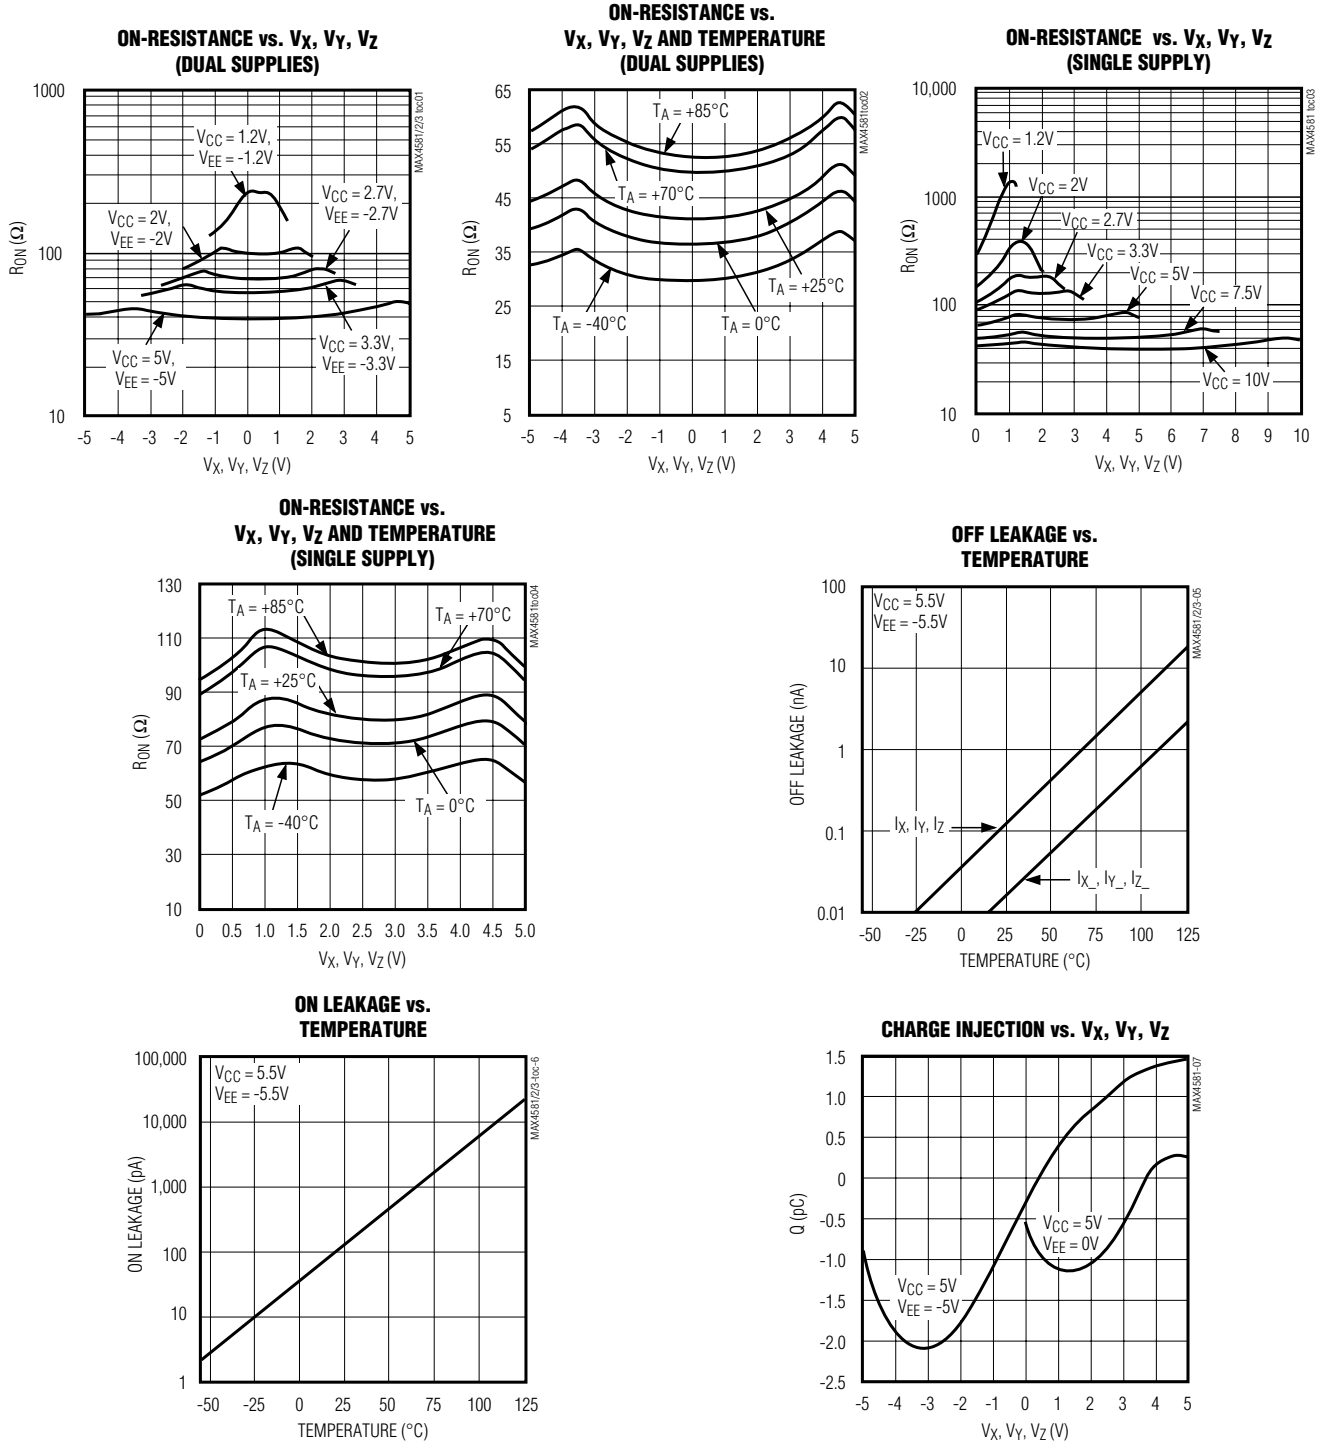 ON-RESISTANCE vs. VX, VY, VZ
(DUAL SUPPLIES)
1000
100
10
RON (Ω)
VCC = 1.2V,
VEE = -1.2V
VCC = 2V,
VEE = -2V
VCC = 2.7V,
VEE = -2.7V
VCC = 5V,
VEE = -5V
VCC = 3.3V,
VEE = -3.3V
-5 -4 -3 -2 -1 0 1 2 3 4 5
VX, VY, VZ (V)
MAX4581/2/3 toc01
ON-RESISTANCE vs.
VX, VY, VZ AND TEMPERATURE
(DUAL SUPPLIES)
65
55
45
35
25
15
5
RON (Ω)
TA = +85°C
TA = +70°C
TA = +25°C
TA = -40°C
TA = 0°C
-5 -4 -3 -2 -1 0 1 2 3 4 5
VX, VY, VZ (V)
MAX4581toc02
ON-RESISTANCE vs. VX, VY, VZ
(SINGLE SUPPLY)
10,000
1000
100
10
RON (Ω)
VCC = 1.2V
VCC = 2V
VCC = 2.7V
VCC = 3.3V
VCC = 5V
VCC = 7.5V
VCC = 10V
0 1 2 3 4 5 6 7 8 9 10
VX, VY, VZ (V)
MAX4581 toc03
ON-RESISTANCE vs.
VX, VY, VZ AND TEMPERATURE
(SINGLE SUPPLY)
130
110
90
70
50
30
10
RON (Ω)
TA = +85°C
TA = +70°C
TA = +25°C
TA = 0°C
TA = -40°C
0 0.5 1.0 1.5 2.0 2.5 3.0 3.5 4.0 4.5 5.0
VX, VY, VZ (V)
MAX4581toc04
OFF LEAKAGE vs.
TEMPERATURE
100
10
1
0.1
0.01
OFF LEAKAGE (nA)
VCC = 5.5V
VEE = -5.5V
IX, IY, IZ
IX_, IY_, IZ_
-50 -25 0 25 50 75 100 125
TEMPERATURE (°C)
MAX4581/2/3-05
ON LEAKAGE vs.
TEMPERATURE
100,000
10,000
1,000
100
10
1
ON LEAKAGE (pA)
VCC = 5.5V
VEE = -5.5V
-50 -25 0 25 50 75 100 125
TEMPERATURE (°C)
MAX4581/2/3-toc-6
CHARGE INJECTION vs. VX, VY, VZ
1.5
1.0
0.5
0
-0.5
-1.0
-1.5
-2.0
-2.5
Q (pC)
VCC = 5V
VEE = 0V
VCC = 5V
VEE = -5V
-5 -4 -3 -2 -1 0 1 2 3 4 5
VX, VY, VZ (V)
MAX4581-07